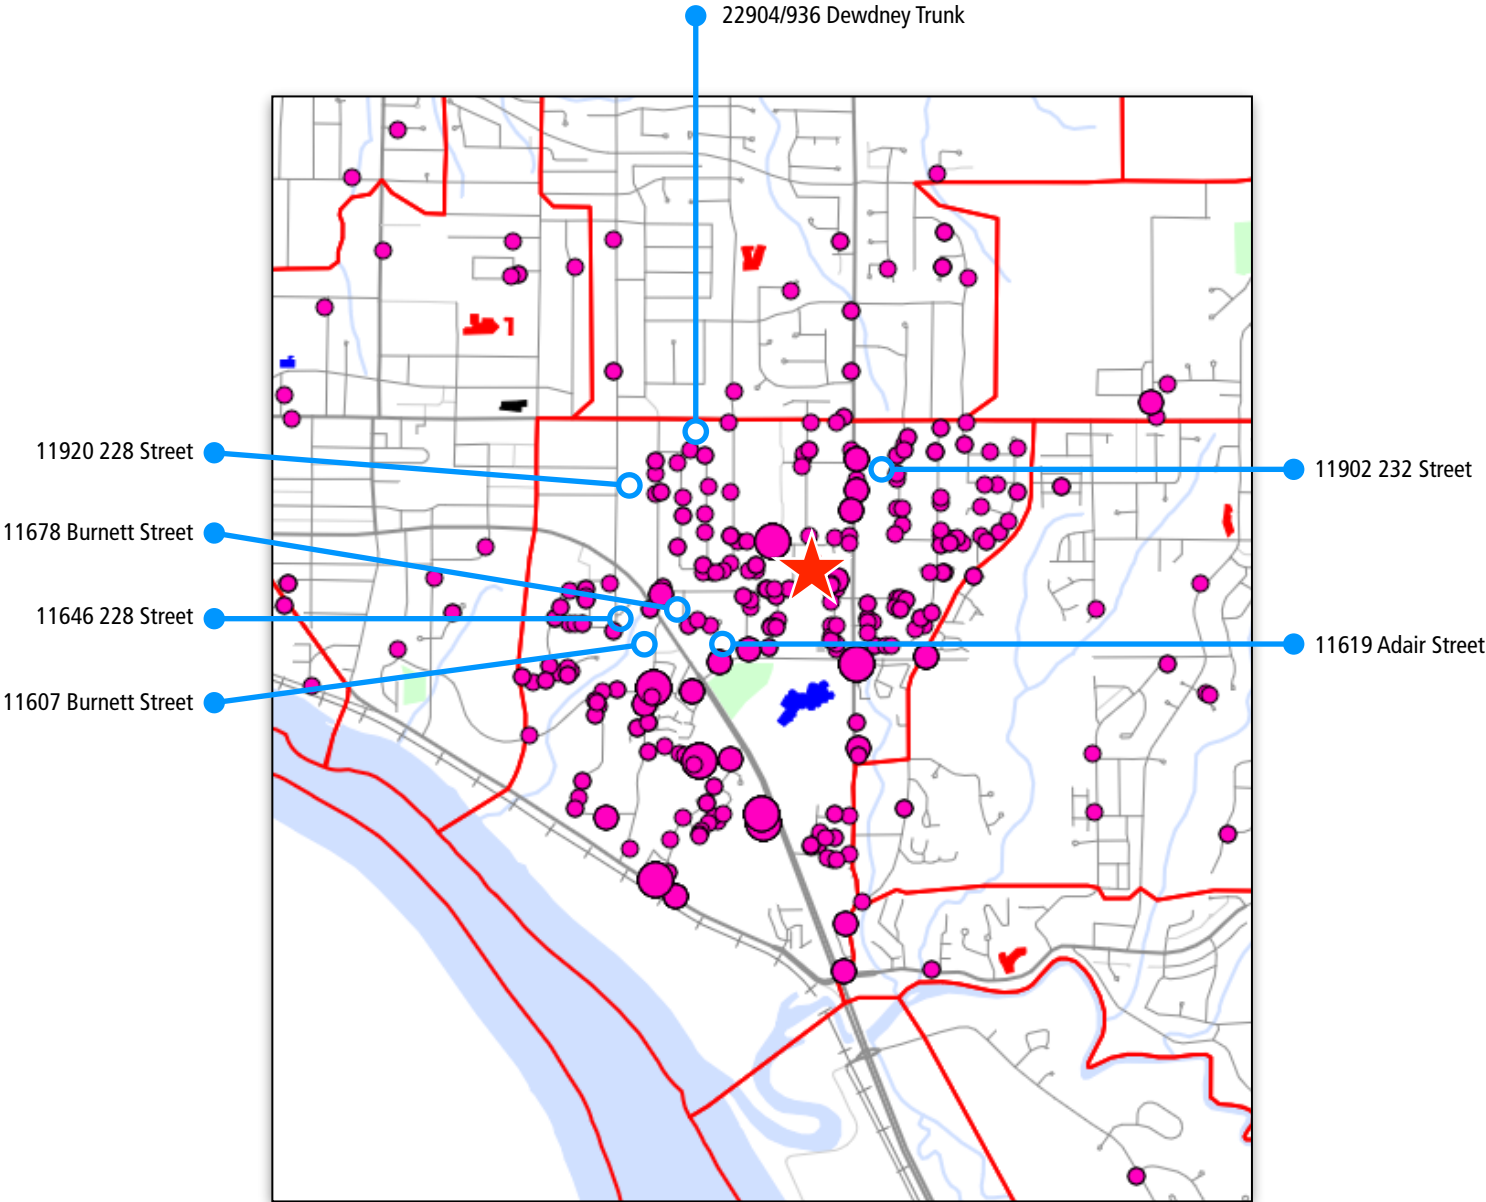 22904/936 Dewdney Trunk
11920 228 Street
11902 232 Street
11678 Burnett Street
11646 228 Street
11619 Adair Street
11607 Burnett Street